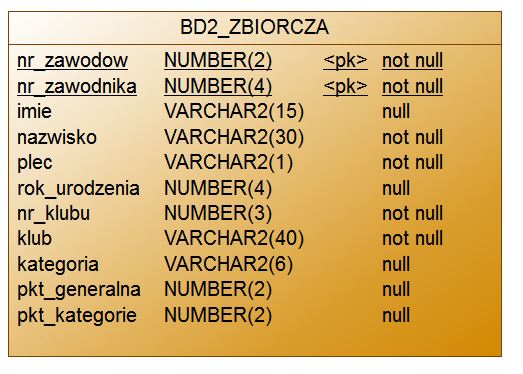 BD2_ZBIORCZA
nr_zawodow NUMBER(2) <pk> not null
nr_zawodnika NUMBER(4) <pk> not null
imie VARCHAR2(15) null
nazwisko VARCHAR2(30) not null
plec VARCHAR2(1) not null
rok_urodzenia NUMBER(4) null
nr_klubu NUMBER(3) not null
klub VARCHAR2(40) not null
kategoria VARCHAR2(6) null
pkt_generalna NUMBER(2) null
pkt_kategorie NUMBER(2) null